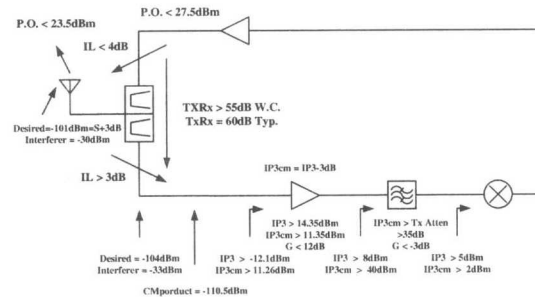 P.O. < 27.5dBm
P.O. < 23.5dBm
IL < 4dB
TXRx > 55dB W.C.
TxRx = 60dB Typ.
Desired=-101dBm=S+3dB
Interferer = -30dBm
IL > 3dB
IP3cm = IP3-3dB
IP3 > 14.35dBm
IP3cm > 11.35dBm
G < 12dB
IP3cm > Tx Atten
>35dB
G < -3dB
Desired = -104dBm
Interferer = -33dBm
IP3 > -12.1dBm
IP3cm > 11.26dBm
IP3 > 8dBm
IP3cm > 40dBm
IP3 > 5dBm
IP3cm > 2dBm
CMporduct = -110.5dBm